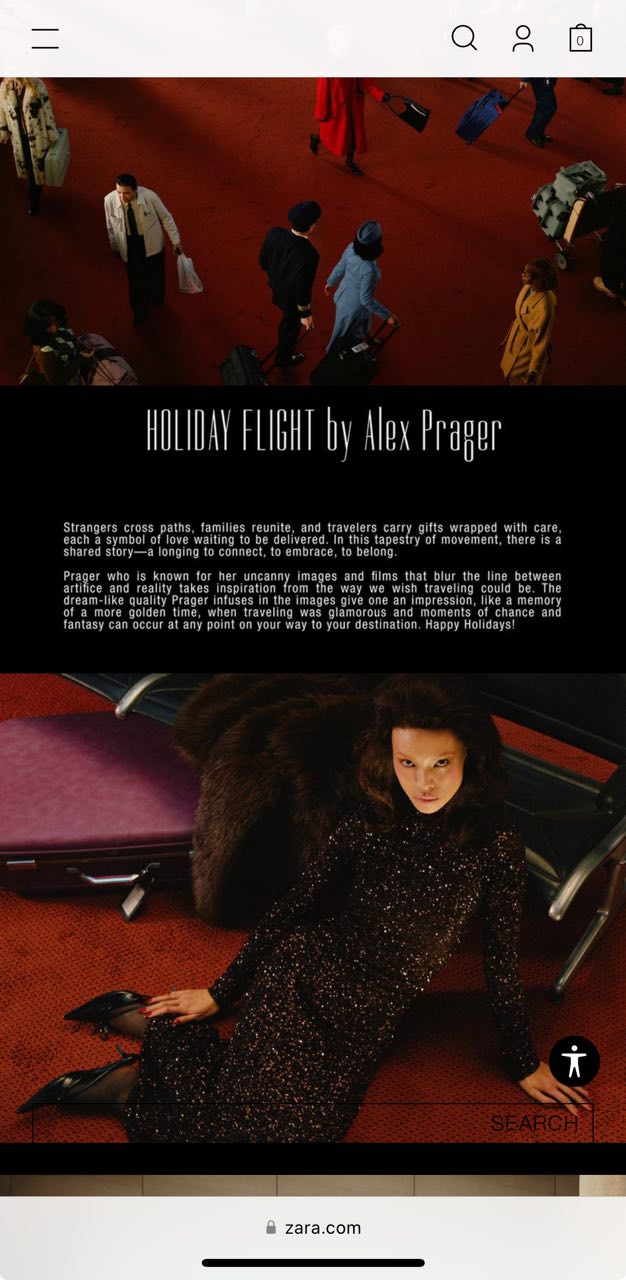 0
HOLIDAY FLIGHT by Alex Prager
Strangers cross paths, families reunite, and travelers carry gifts wrapped with care,
each a symbol of love waiting to be delivered. In this tapestry of movement, there is a
shared story—a longing to connect, to embrace, to belong.
Prager who is known for her uncanny images and films that blur the line between
artifice and reality takes inspiration from the way we wish traveling could be. The
dream-like quality Prager infuses in the images give one an impression, like a memory
of a more golden time, when traveling was glamorous and moments of chance and
fantasy can occur at any point on your way to your destination. Happy Holidays!
SEARCH
zara.com